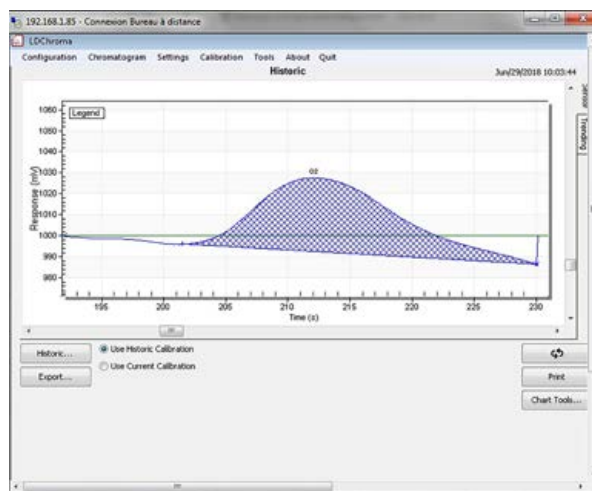 192.168.1.85 - Connexion Bureau à distance
LDChroma
Configuration Chromatogram Settings Calibration Tools About Quit
Historic Jun/29/2018 10:03:44
Sensor
Trending
Legend
Response (mV)
1060
1050
1040
1030
1020
1010
1000
990
980
O2
195 200 205 210 215 220 225 230
Time (s)
Historic... Use Historic Calibration
Use Current Calibration
Export...
Print
Chart Tools...